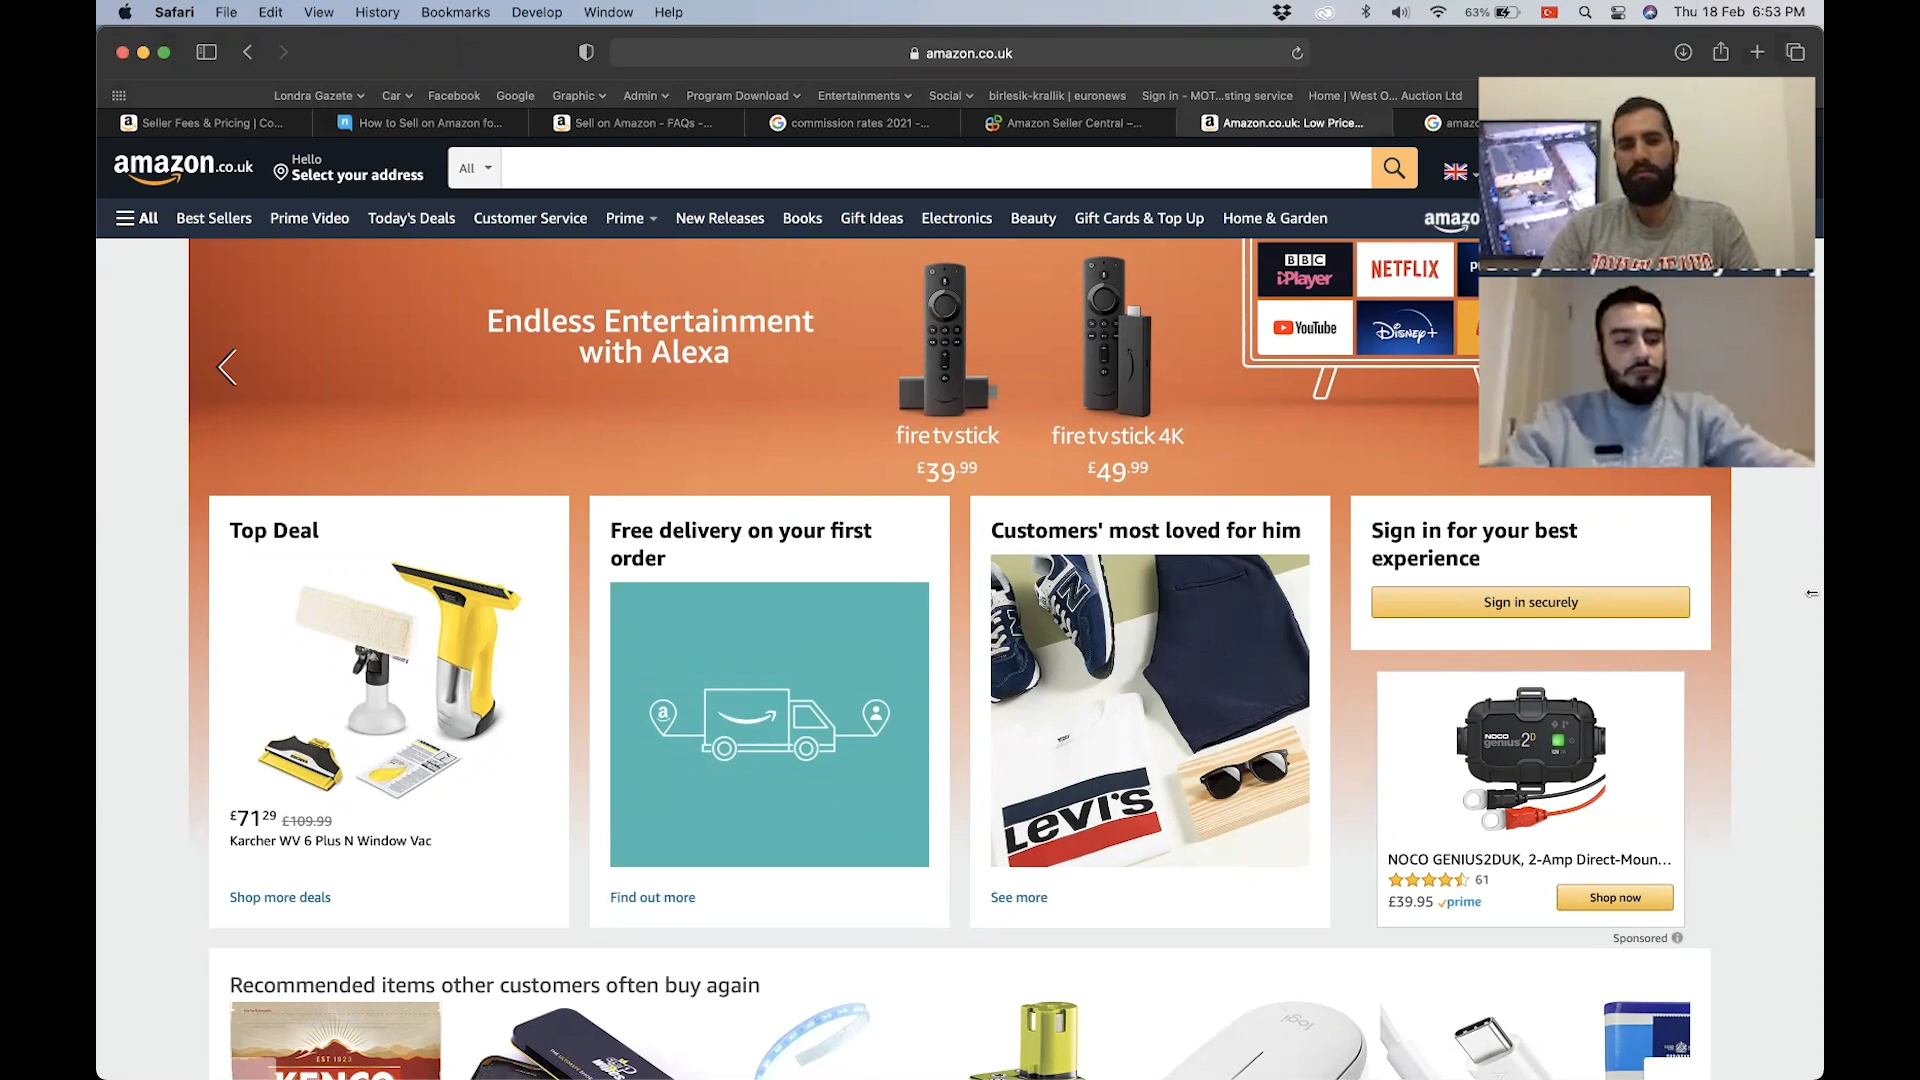 Safari File Edit View History Bookmarks Develop Window Help
63%
Thu 18 Feb 6:53 PM
amazon.co.uk
Londra Gazete Car Facebook Google Graphic Admin Program Download Entertainments Social birlesik-krallik | euronews Sign in - MOT...sting service Home | West O... Auction Ltd
Seller Fees & Pricing | Co... How to Sell on Amazon fo... Sell on Amazon - FAQs -... commission rates 2021 -... Amazon Seller Central –... Amazon.co.uk: Low Price...
amazon.co.uk
Hello
Select your address
All
All Best Sellers Prime Video Today's Deals Customer Service Prime New Releases Books Gift Ideas Electronics Beauty Gift Cards & Top Up Home & Garden
Endless Entertainment
with Alexa
fire tv stick
£39.99
fire tv stick 4K
£49.99
BBC
iPlayer
NETFLIX
YouTube
Disney+
Top Deal
£71.29 £109.99
Karcher WV 6 Plus N Window Vac
Shop more deals
Free delivery on your first
order
Find out more
Customers' most loved for him
LEVI'S
See more
Sign in for your best
experience
Sign in securely
NOCO
genius2D
NOCO GENIUS2DUK, 2-Amp Direct-Moun...
61
£39.95 prime
Shop now
Sponsored
Recommended items other customers often buy again
EST 1923
KENCO
logi